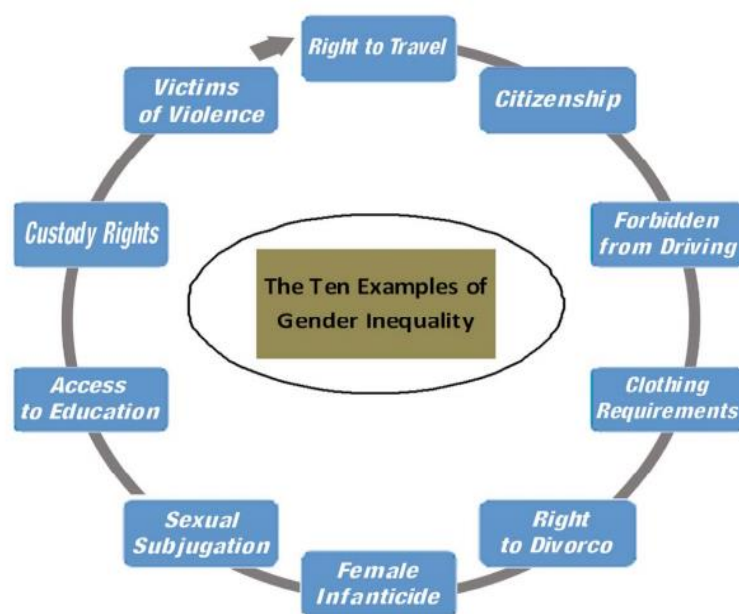 Right to Travel
Citizenship
Forbidden
from Driving
Clothing
Requirements
Right
to Divorco
Female
Infanticide
Sexual
Subjugation
Access
to Education
Custody Rights
Victims
of Violence
The Ten Examples of
Gender Inequality